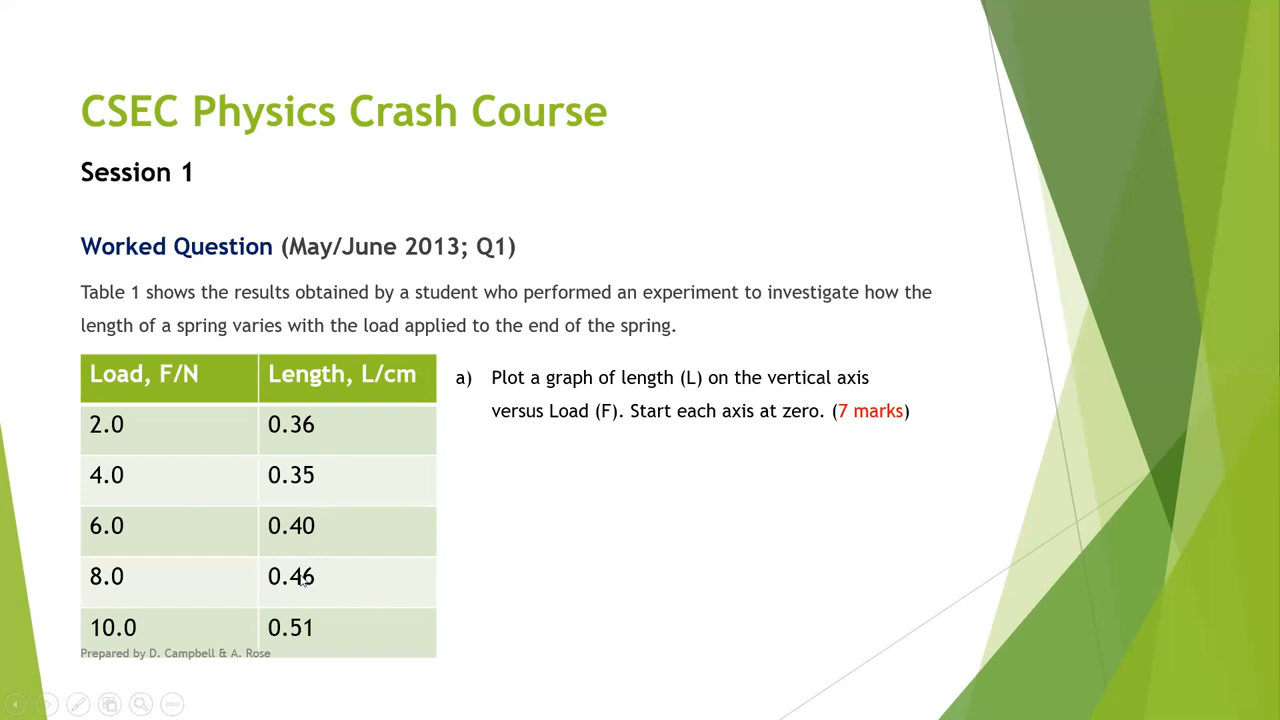 CSEC Physics Crash Course
Session 1
Worked Question (May/June 2013; Q1)
Table 1 shows the results obtained by a student who performed an experiment to investigate how the
length of a spring varies with the load applied to the end of the spring.
Load, F/N Length, L/cm
2.0 0.36
4.0 0.35
6.0 0.40
8.0 0.46
10.0 0.51
a) Plot a graph of length (L) on the vertical axis
versus Load (F). Start each axis at zero. (7 marks)
Prepared by D. Campbell & A. Rose